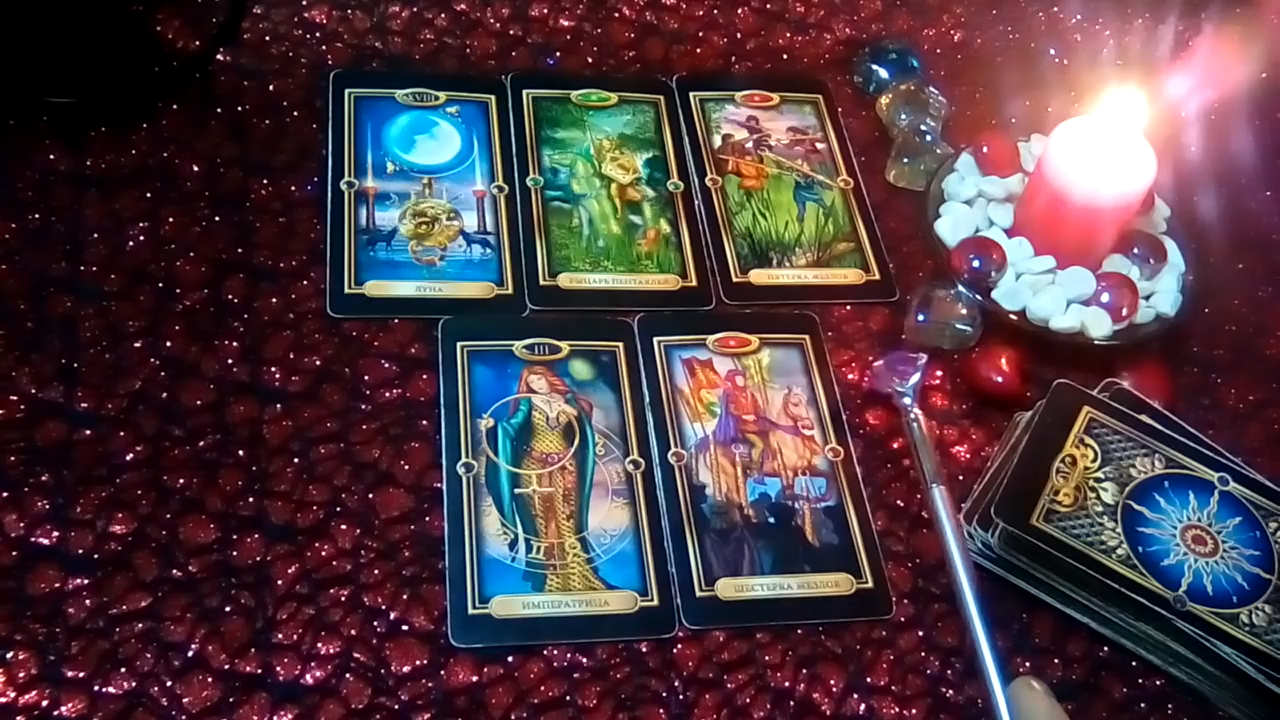 XVIII
ЛУНА
РЫЦАРЬ ПЕНТАКЛЕЙ
ПЯТЕРКА ЖЕЗЛОВ
III
ИМПЕРАТРИЦА
ШЕСТЕРКА ЖЕЗЛОВ